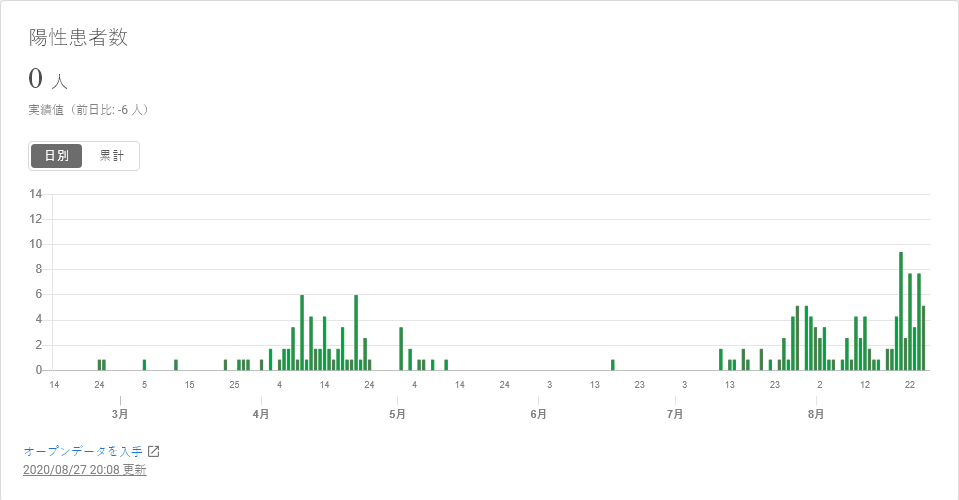 陽性患者数
0 人
実績値（前日比: -6 人）
日別 累計
14
12
10
8
6
4
2
0
14 24 5 15 25 4 14 24 4 14 24 3 13 23 3 13 23 2 12 22
3月 4月 5月 6月 7月 8月
オープンデータを入手
2020/08/27 20:08 更新